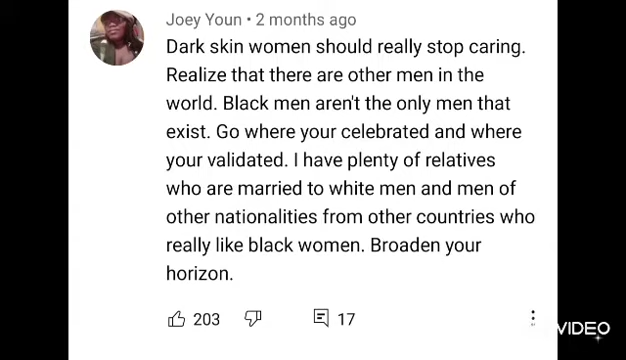 Joey Youn • 2 months ago
Dark skin women should really stop caring.
Realize that there are other men in the
world. Black men aren't the only men that
exist. Go where your celebrated and where
your validated. I have plenty of relatives
who are married to white men and men of
other nationalities from other countries who
really like black women. Broaden your
horizon.
203 17
VIDEO